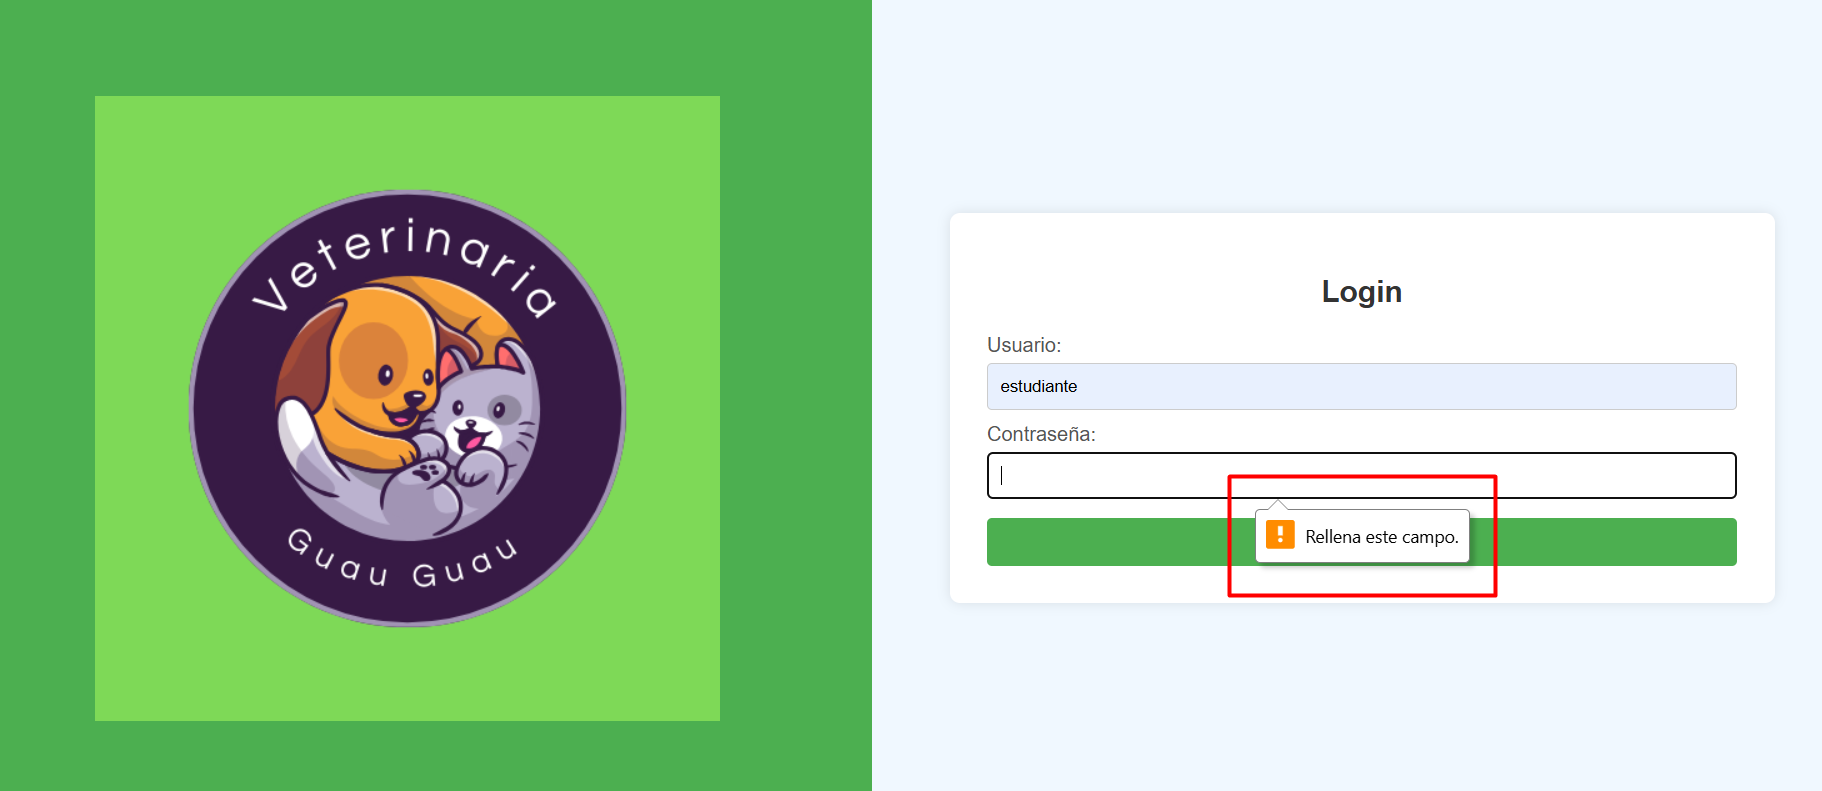 Veterinaria
Guau Guau
Login
Usuario:
estudiante
Contraseña:
Rellena este campo.